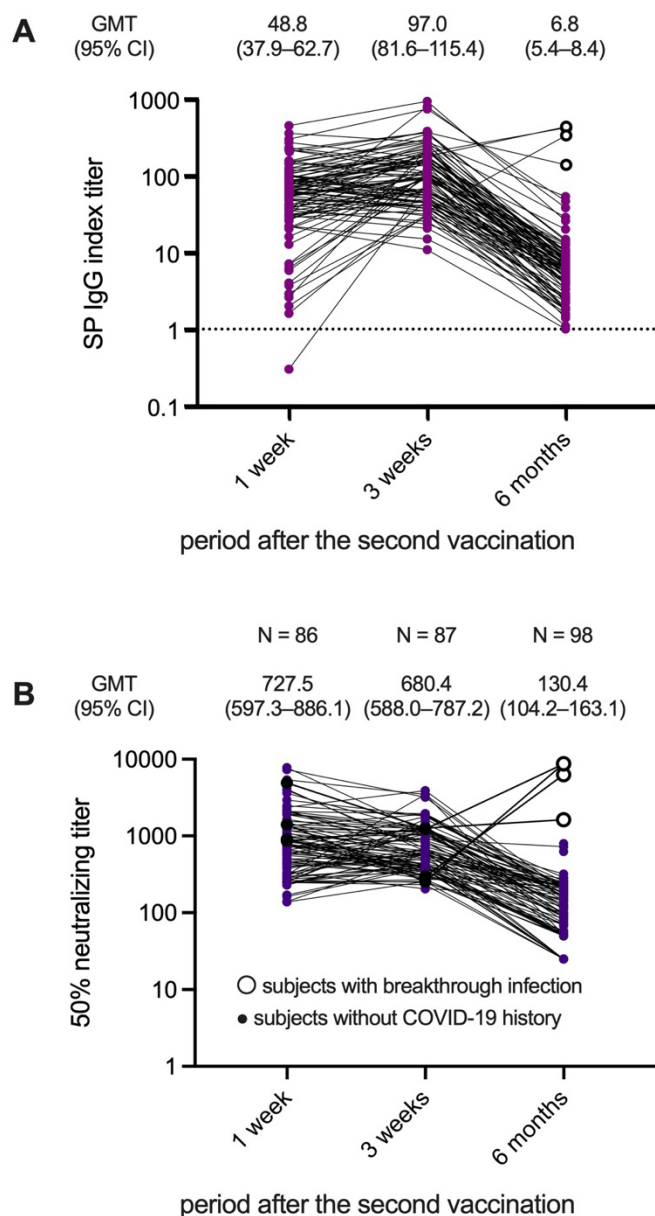 A
GMT 48.8 97.0 6.8
(95% CI) (37.9–62.7) (81.6–115.4) (5.4–8.4)
1000
100
10
1
0.1
SP IgG index titer
1 week 3 weeks 6 months
period after the second vaccination
N = 86 N = 87 N = 98
B
GMT 727.5 680.4 130.4
(95% CI) (597.3–886.1) (588.0–787.2) (104.2–163.1)
10000
1000
100
10
1
50% neutralizing titer
subjects with breakthrough infection
subjects without COVID-19 history
1 week 3 weeks 6 months
period after the second vaccination